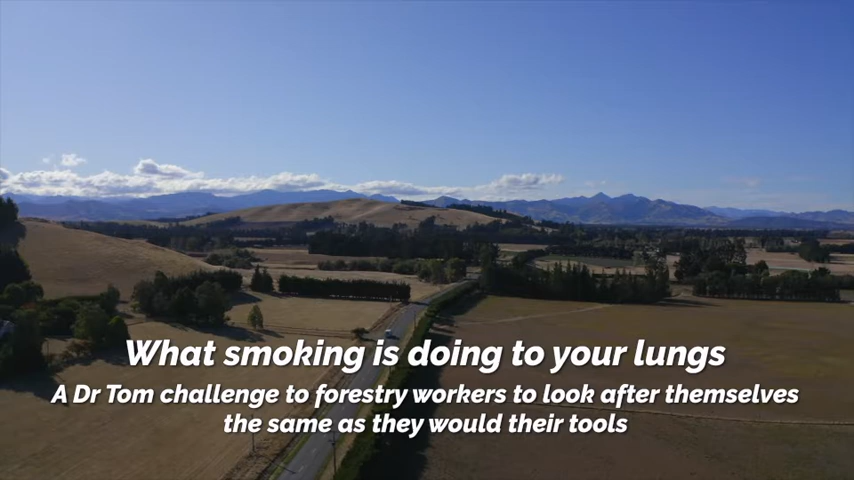 What smoking is doing to your lungs
A Dr Tom challenge to forestry workers to look after themselves
the same as they would their tools